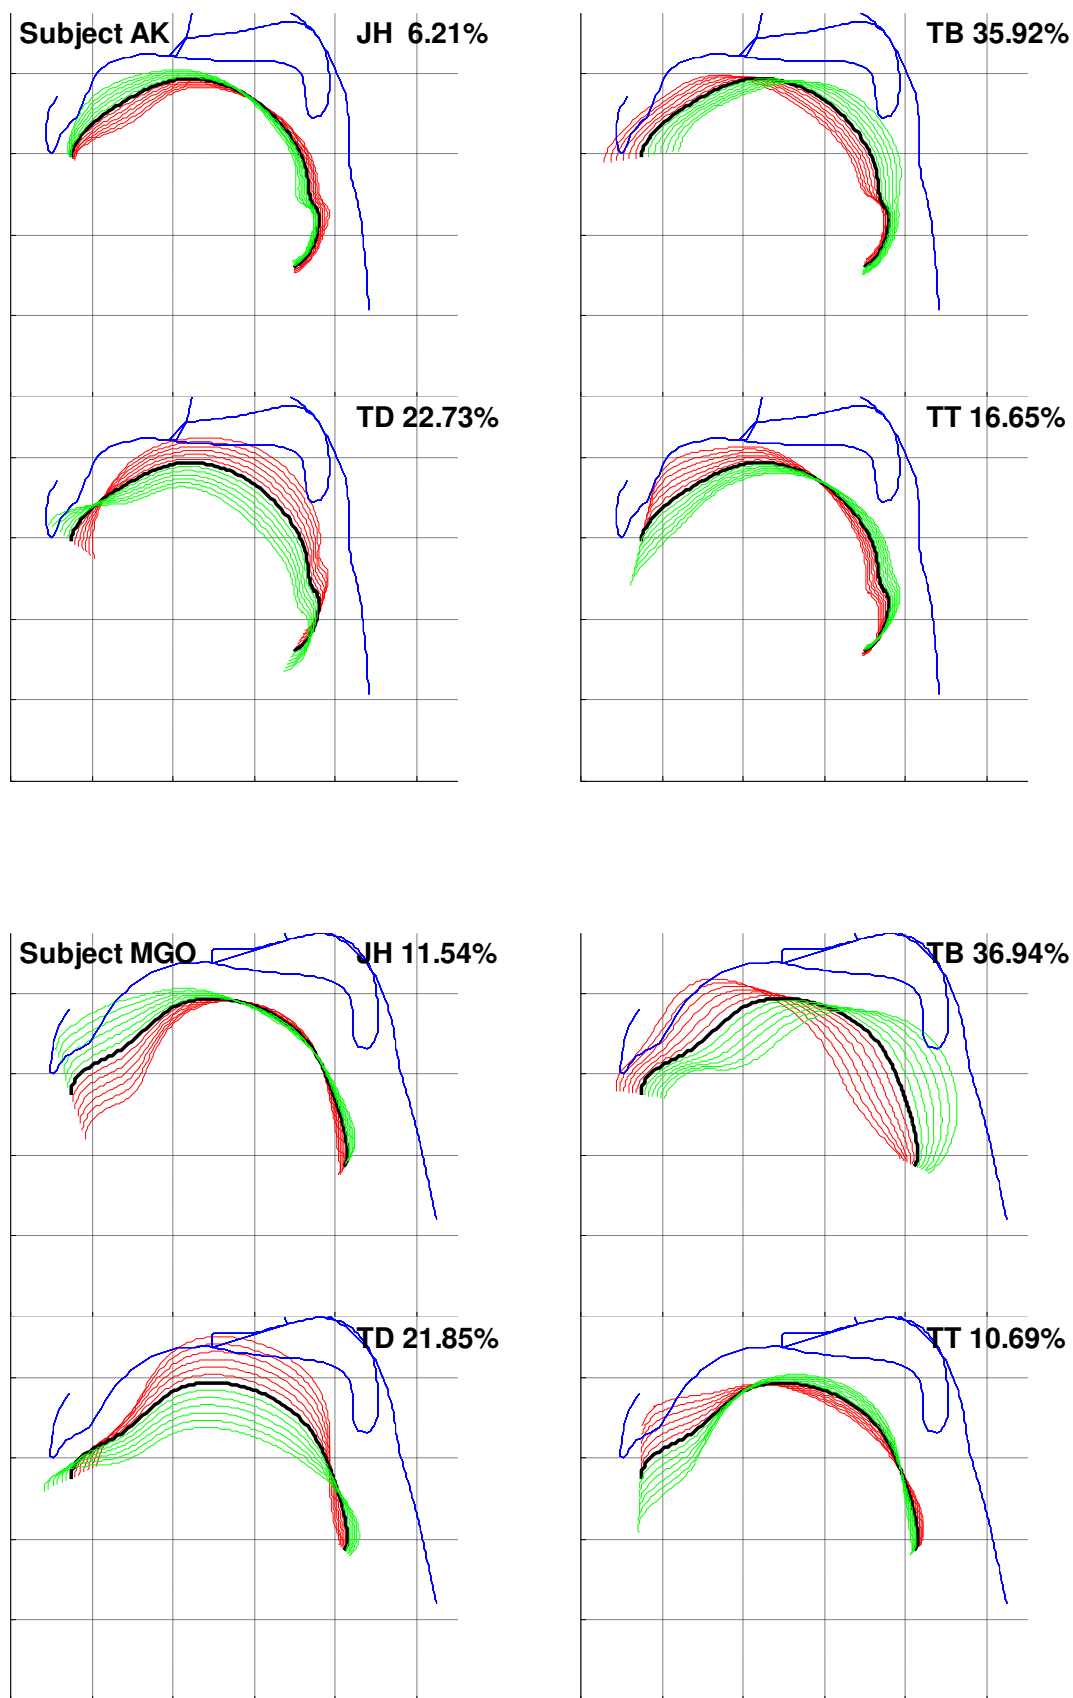 Subject AK JH 6.21% TB 35.92%
TD 22.73% TT 16.65%
Subject MGO JH 11.54% TB 36.94%
TD 21.85% TT 10.69%